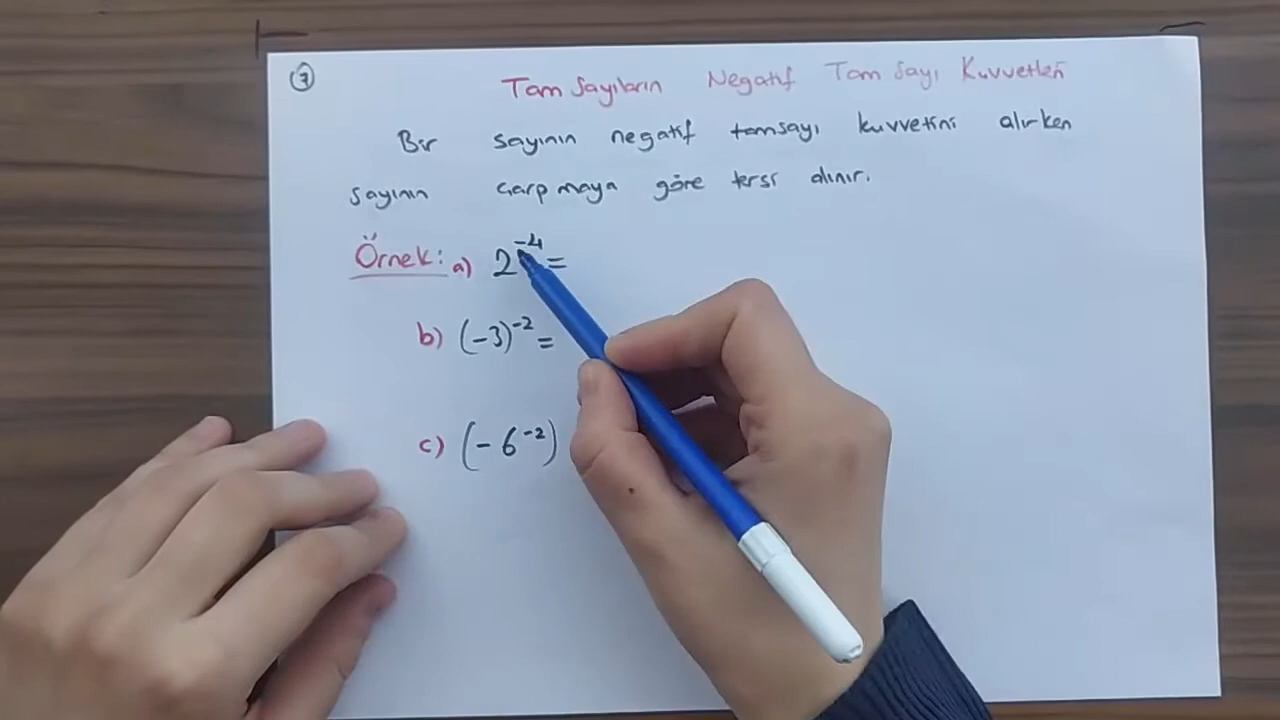 7 Tam Sayıların Negatif Tam Sayı Kuvvetleri
Bir sayının negatif tamsayı kuvvetini alırken
sayının çarpmaya göre tersi alınır.
Örnek: a) 2⁻⁴ =
b) (-3)⁻² =
c) (-6⁻²)